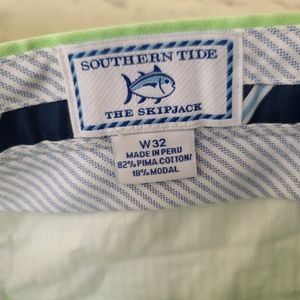 SOUTHERN TIDE
THE SKIPJACK
W 32
MADE IN PERU
82% PIMA COTTON/
18% MODAL